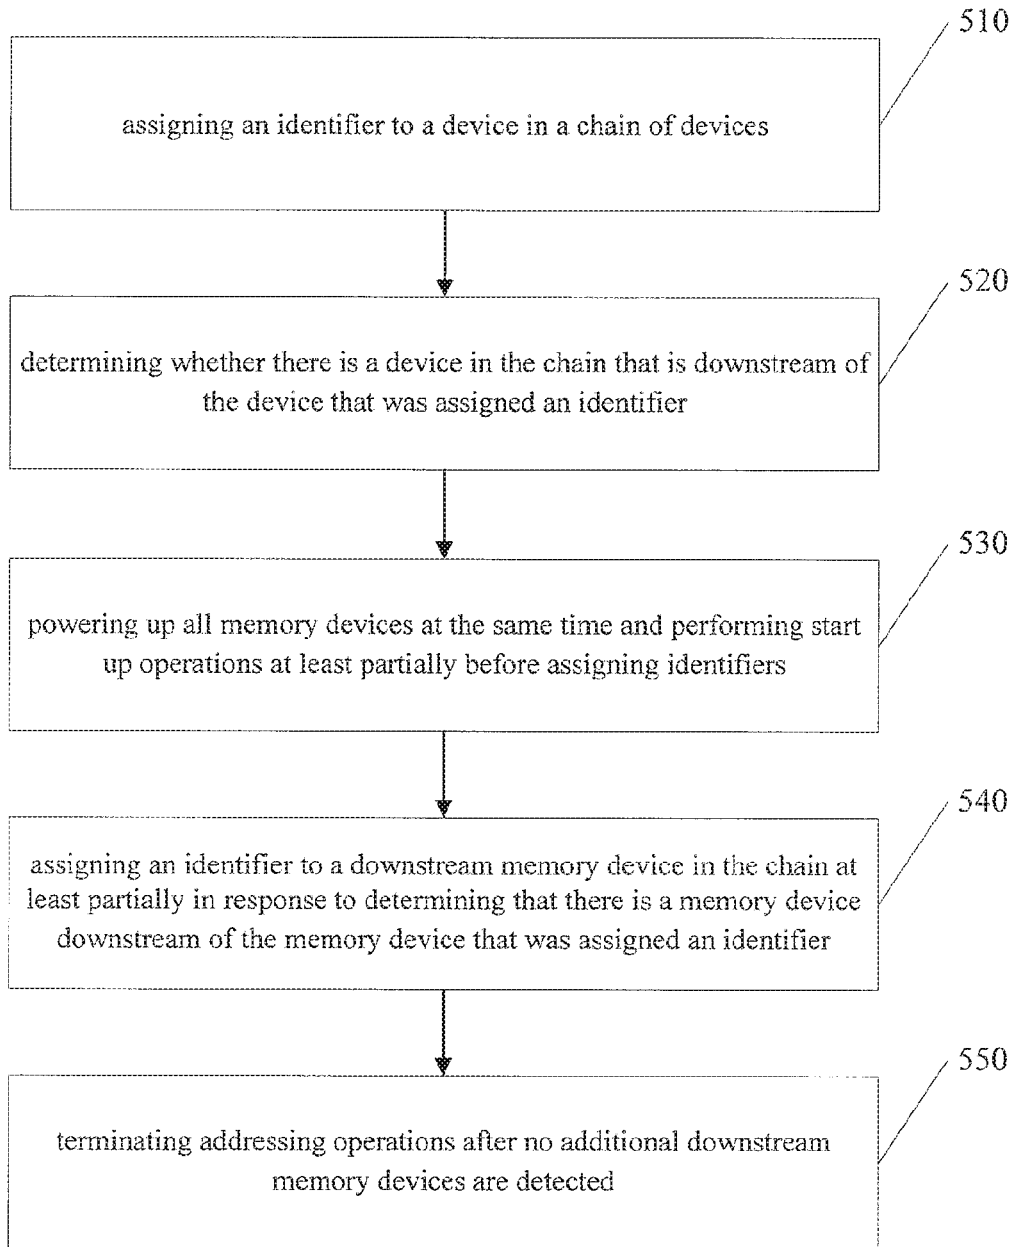 510
assigning an identifier to a device in a chain of devices
520
determining whether there is a device in the chain that is downstream of
the device that was assigned an identifier
530
powering up all memory devices at the same time and performing start
up operations at least partially before assigning identifiers
540
assigning an identifier to a downstream memory device in the chain at
least partially in response to determining that there is a memory device
downstream of the memory device that was assigned an identifier
550
terminating addressing operations after no additional downstream
memory devices are detected